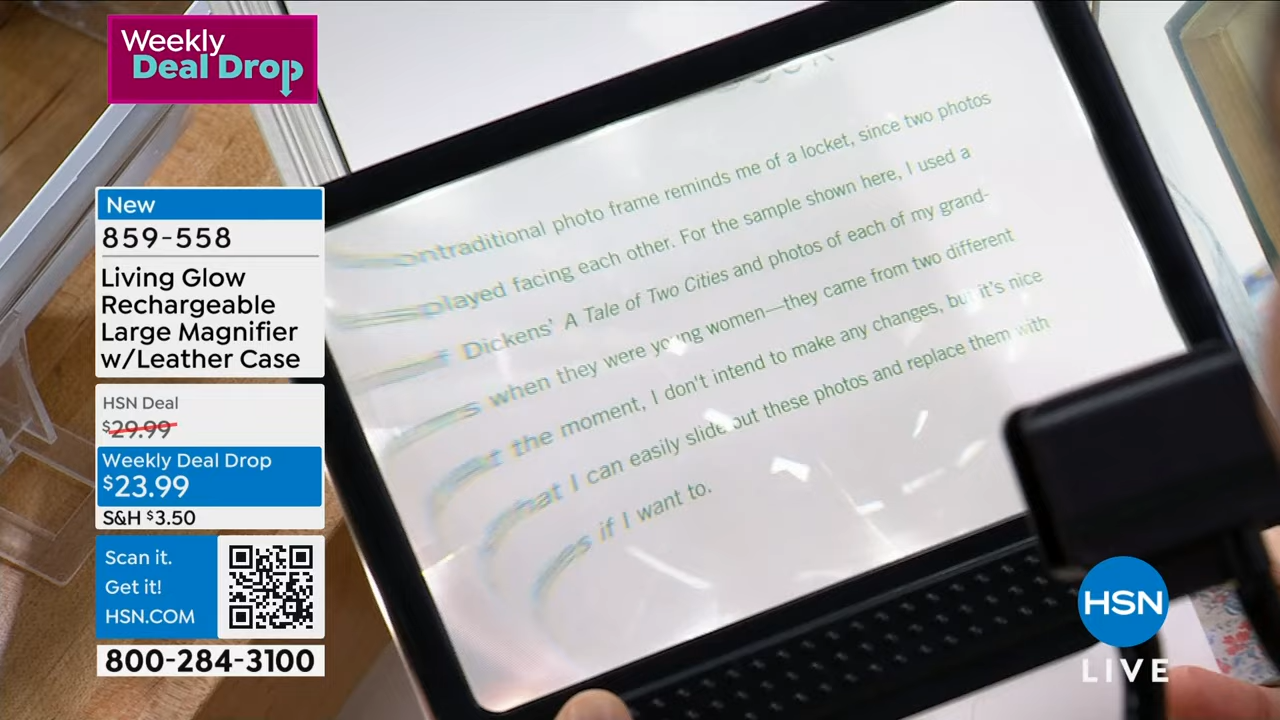 Weekly
Deal Drop
New
859-558
Living Glow
Rechargeable
Large Magnifier
w/Leather Case
HSN Deal
$29.99
Weekly Deal Drop
$23.99
S&H $3.50
Scan it.
Get it!
HSN.COM
800-284-3100
ontraditional photo frame reminds me of a locket, since two photos
played facing each other. For the sample shown here, I used a
Dickens' A Tale of Two Cities and photos of each of my grand-
when they were young women—they came from two different
at the moment, I don't intend to make any changes, but it's nice
that I can easily slide out these photos and replace them with
es if I want to.
HSN
LIVE